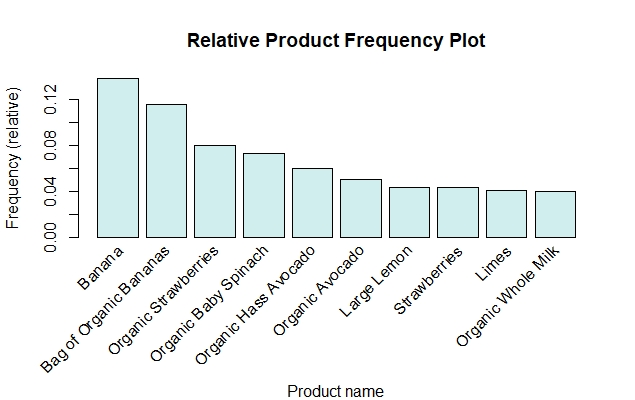 Relative Product Frequency Plot
Frequency (relative)
0.12
0.08
0.04
0.00
Banana
Bag of Organic Bananas
Organic Strawberries
Organic Baby Spinach
Organic Hass Avocado
Organic Avocado
Large Lemon
Strawberries
Limes
Organic Whole Milk
Product name